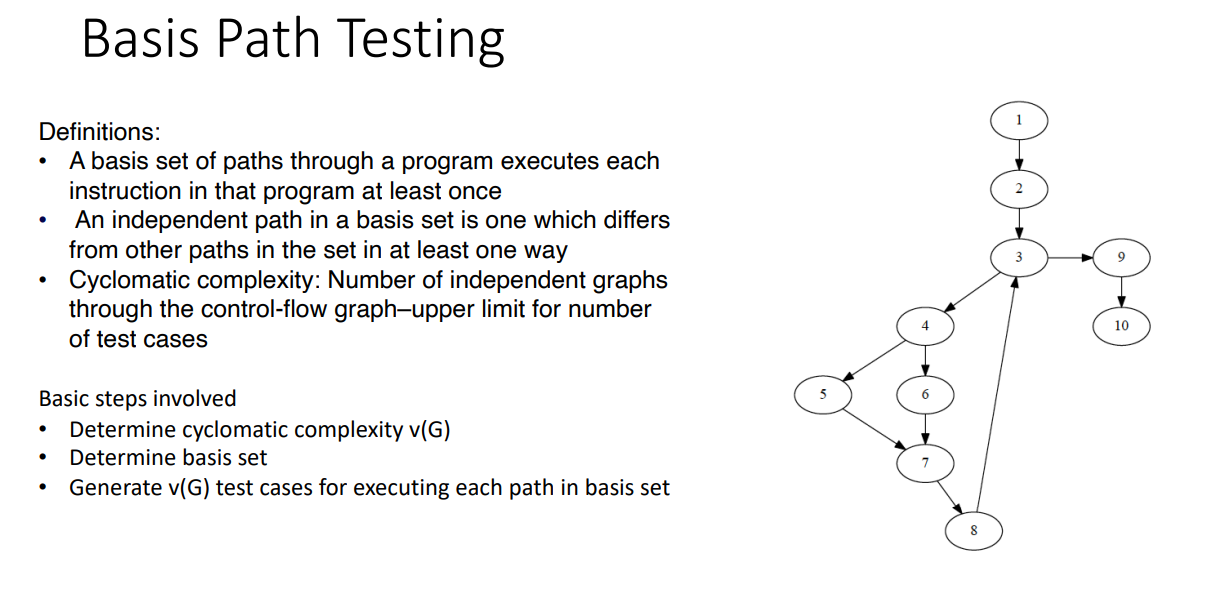 Basis Path Testing
Definitions:
• A basis set of paths through a program executes each
instruction in that program at least once
• An independent path in a basis set is one which differs
from other paths in the set in at least one way
• Cyclomatic complexity: Number of independent graphs
through the control-flow graph–upper limit for number
of test cases
Basic steps involved
• Determine cyclomatic complexity v(G)
• Determine basis set
• Generate v(G) test cases for executing each path in basis set
1
2
3
9
4
10
5
6
7
8